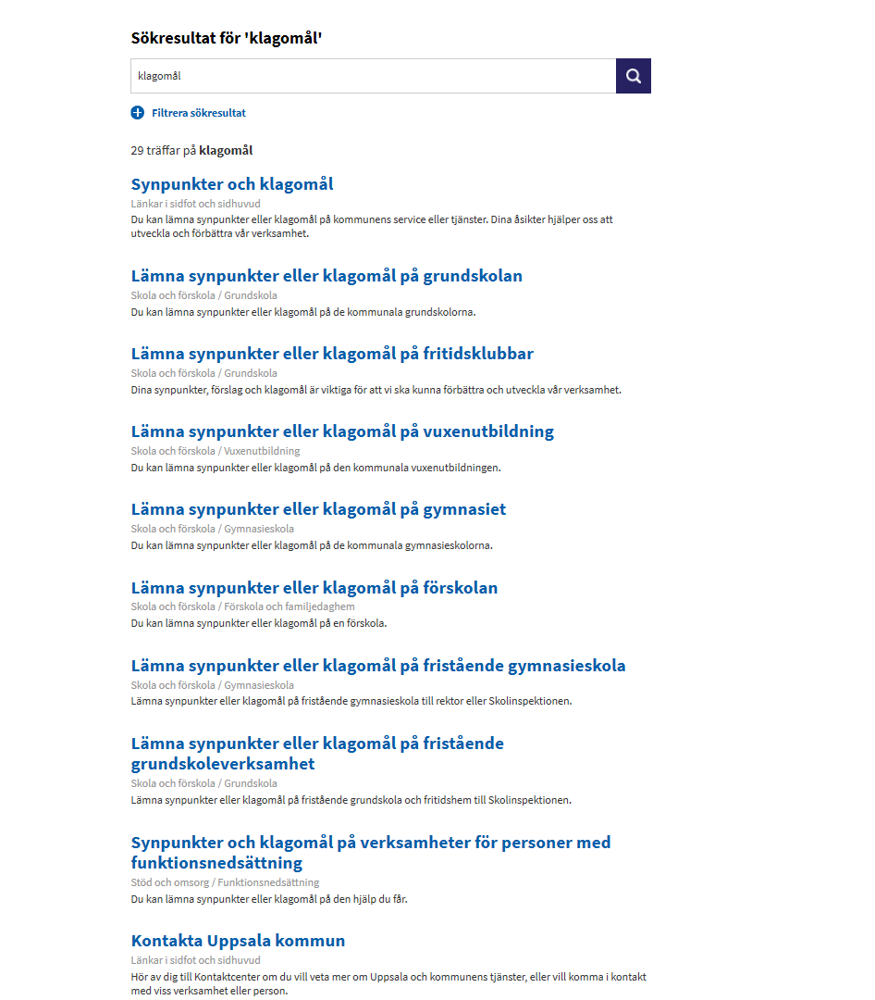 Sökresultat för 'klagomål'
klagomål
Filtrera sökresultat
29 träffar på klagomål
Synpunkter och klagomål
Länkar i sidfot och sidhuvud
Du kan lämna synpunkter eller klagomål på kommunens service eller tjänster. Dina åsikter hjälper oss att
utveckla och förbättra vår verksamhet.
Lämna synpunkter eller klagomål på grundskolan
Skola och förskola / Grundskola
Du kan lämna synpunkter eller klagomål på de kommunala grundskolorna.
Lämna synpunkter eller klagomål på fritidsklubbar
Skola och förskola / Grundskola
Dina synpunkter, förslag och klagomål är viktiga för att vi ska kunna förbättra och utveckla vår verksamhet.
Lämna synpunkter eller klagomål på vuxenutbildning
Skola och förskola / Vuxenutbildning
Du kan lämna synpunkter eller klagomål på den kommunala vuxenutbildningen.
Lämna synpunkter eller klagomål på gymnasiet
Skola och förskola / Gymnasieskola
Du kan lämna synpunkter eller klagomål på de kommunala gymnasieskolorna.
Lämna synpunkter eller klagomål på förskolan
Skola och förskola / Förskola och familjedaghem
Du kan lämna synpunkter eller klagomål på en förskola.
Lämna synpunkter eller klagomål på fristående gymnasieskola
Skola och förskola / Gymnasieskola
Lämna synpunkter eller klagomål på fristående gymnasieskola till rektor eller Skolinspektionen.
Lämna synpunkter eller klagomål på fristående
grundskoleverksamhet
Skola och förskola / Grundskola
Lämna synpunkter eller klagomål på fristående grundskola och fritidshem till Skolinspektionen.
Synpunkter och klagomål på verksamheter för personer med
funktionsnedsättning
Stöd och omsorg / Funktionsnedsättning
Du kan lämna synpunkter eller klagomål på den hjälp du får.
Kontakta Uppsala kommun
Länkar i sidfot och sidhuvud
Hör av dig till Kontaktcenter om du vill veta mer om Uppsala och kommunens tjänster, eller vill komma i kontakt
med viss verksamhet eller person.